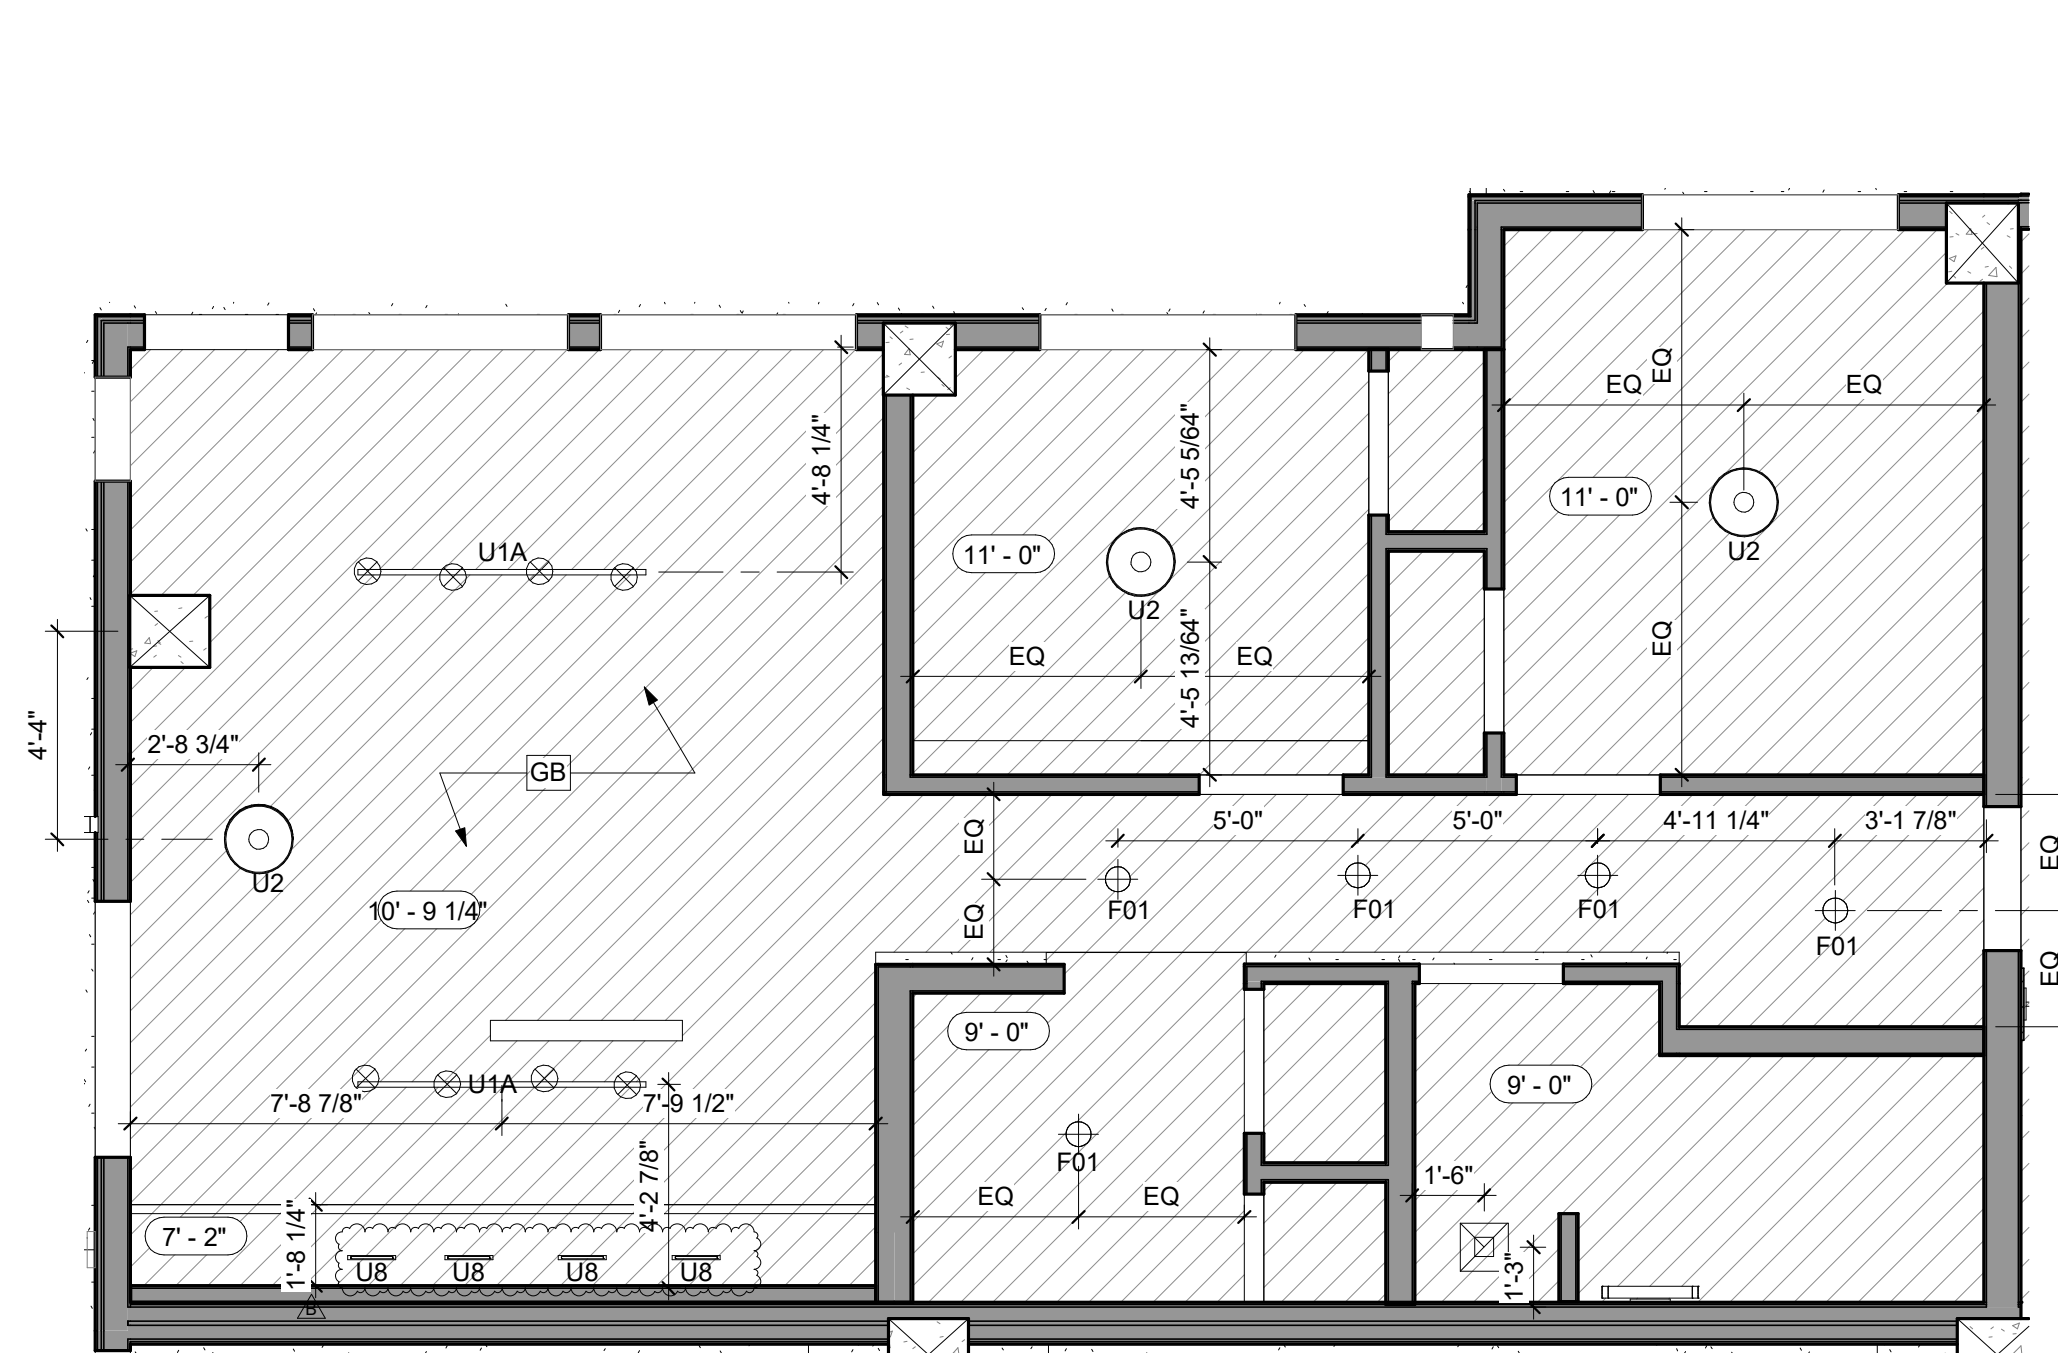 EQ
EQ
EQ
4'-8 1/4"
4'-5 5/64"
11' - 0"
U1A
11' - 0"
U2
U2
EQ
4'-5 13/64"
EQ
EQ
4'-4"
2'-8 3/4"
GB
5'-0"
5'-0"
4'-11 1/4"
3'-1 7/8"
EQ
EQ
U2
10' - 9 1/4"
F01
F01
F01
EQ
F01
EQ
9' - 0"
U1A
9' - 0"
7'-8 7/8"
7'-9 1/2"
F01
4'-2 7/8"
1'-6"
EQ
EQ
7' - 2"
1'-8 1/4"
U8
U8
U8
U8
1'-3"
B